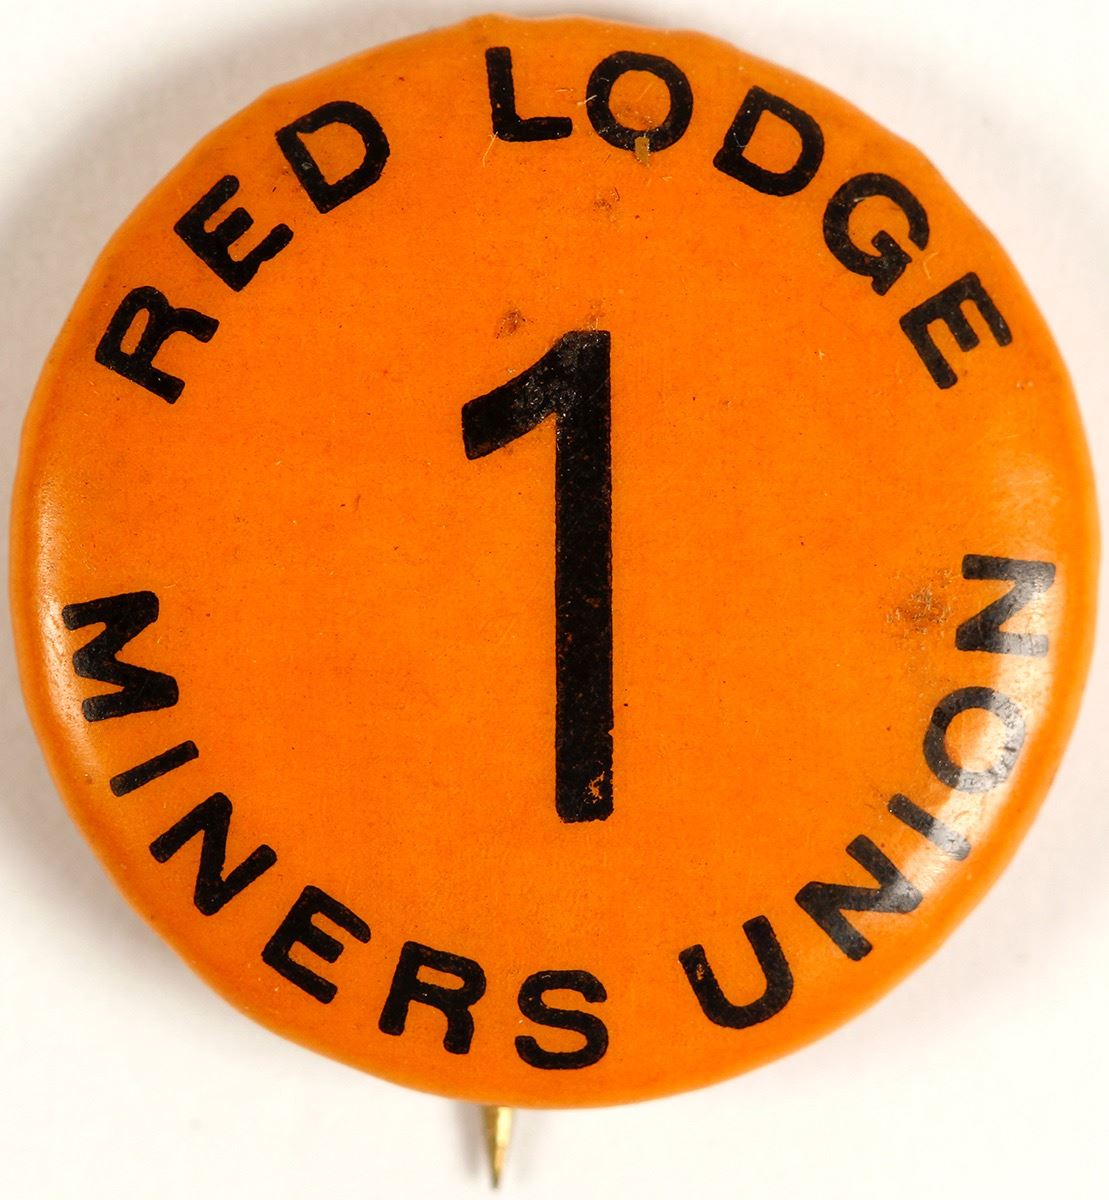 RED LODGE
1
MINERS UNION